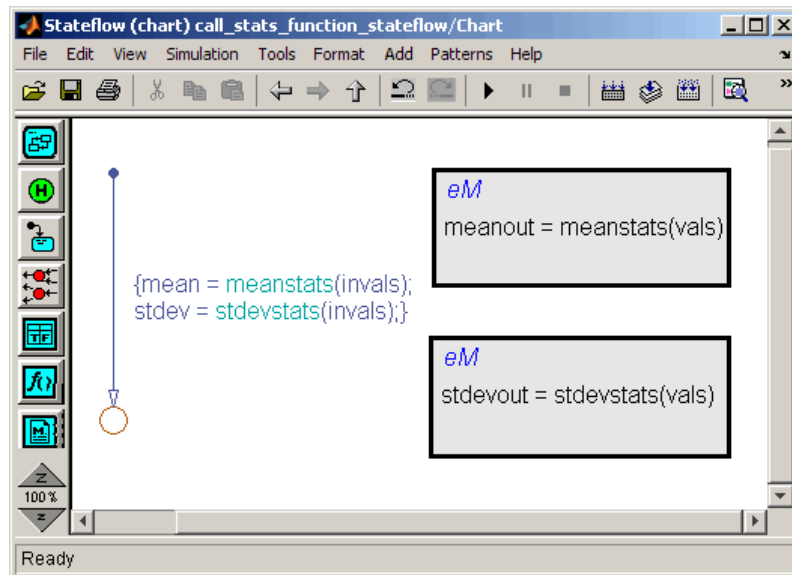 Stateflow (chart) call_stats_function_stateflow/Chart
File Edit View Simulation Tools Format Add Patterns Help
»
H
eM
meanout = meanstats(vals)
{mean = meanstats(invals);
stdev = stdevstats(invals);}
TF
eM
f()
stdevout = stdevstats(vals)
M
Z
100 %
z
Ready